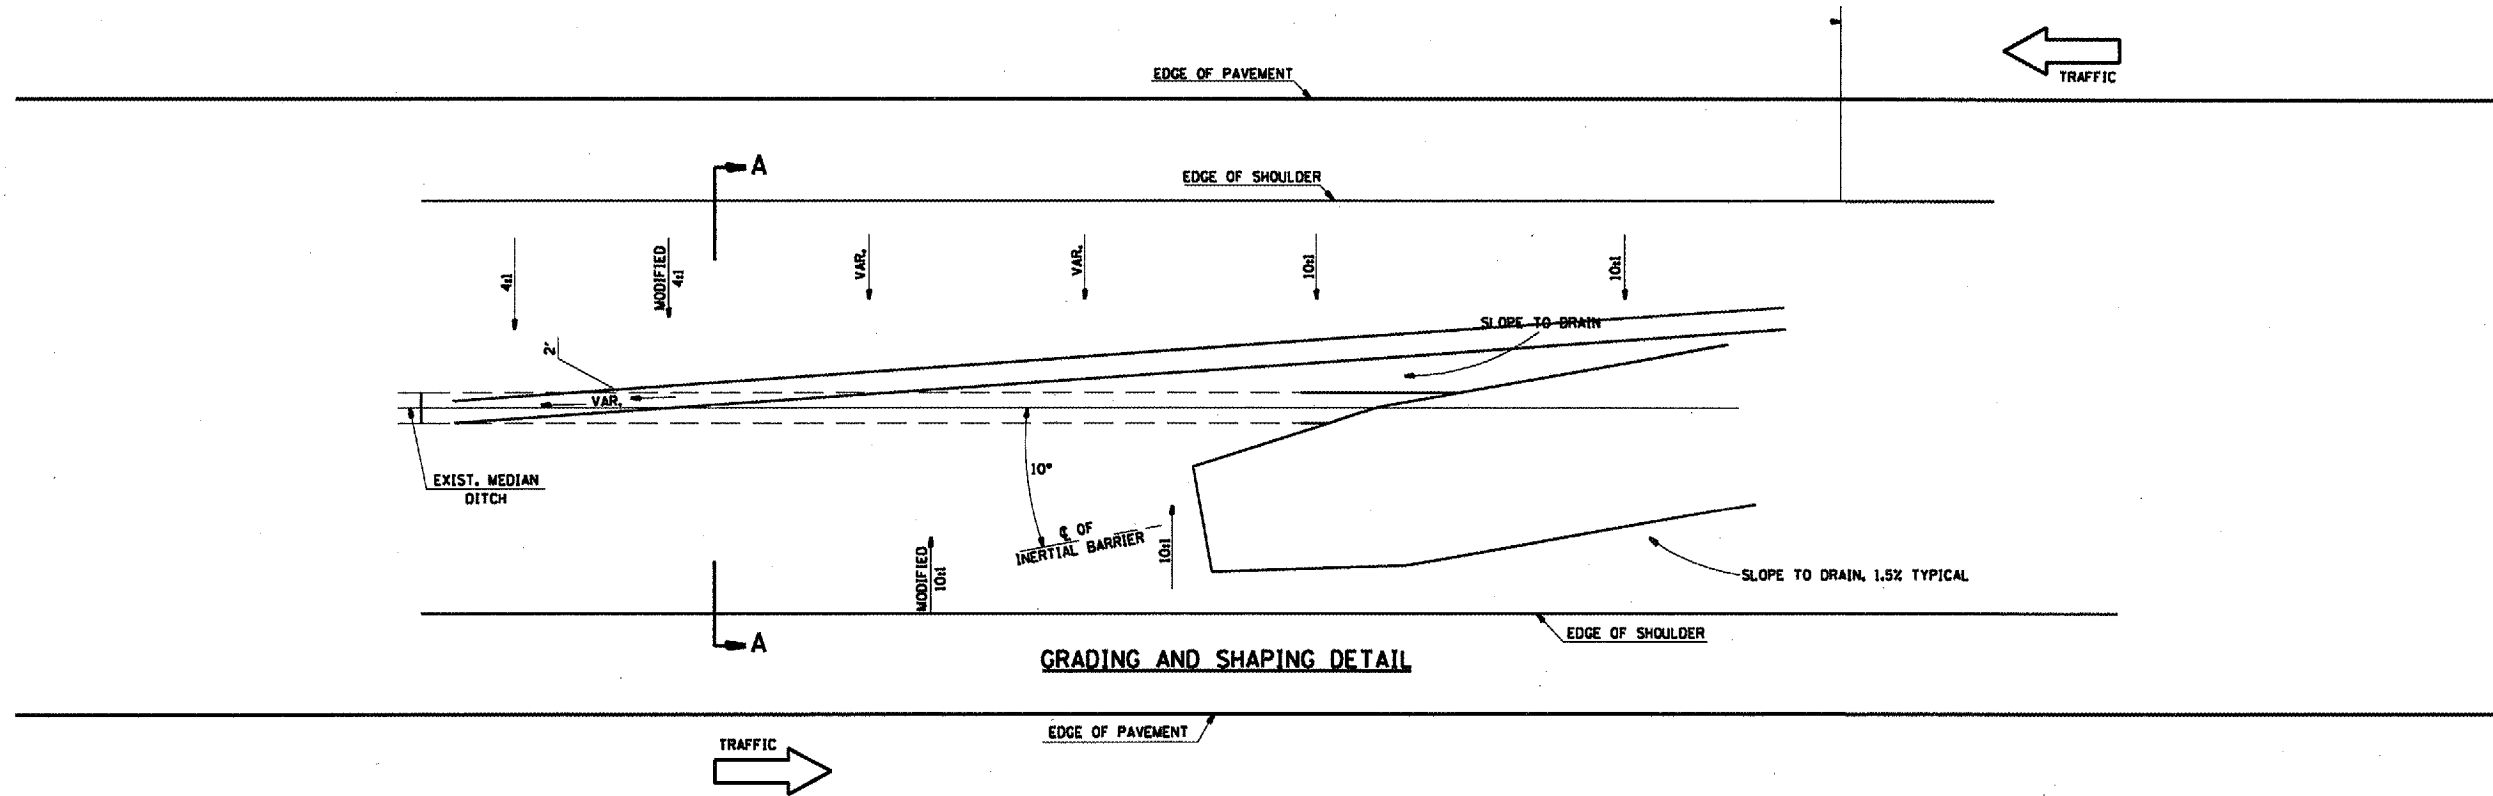 EDGE OF PAVEMENT
TRAFFIC
A
EDGE OF SHOULDER
4:1
MODIFIED
4:1
VAR.
VAR.
10:1
10:1
SLOPE TO DRAIN
2'
VAR.
EXIST. MEDIAN
DITCH
10°
℄ OF
INERTIAL BARRIER
MODIFIED
10:1
10:1
SLOPE TO DRAIN, 1.5% TYPICAL
EDGE OF SHOULDER
A
GRADING AND SHAPING DETAIL
EDGE OF PAVEMENT
TRAFFIC